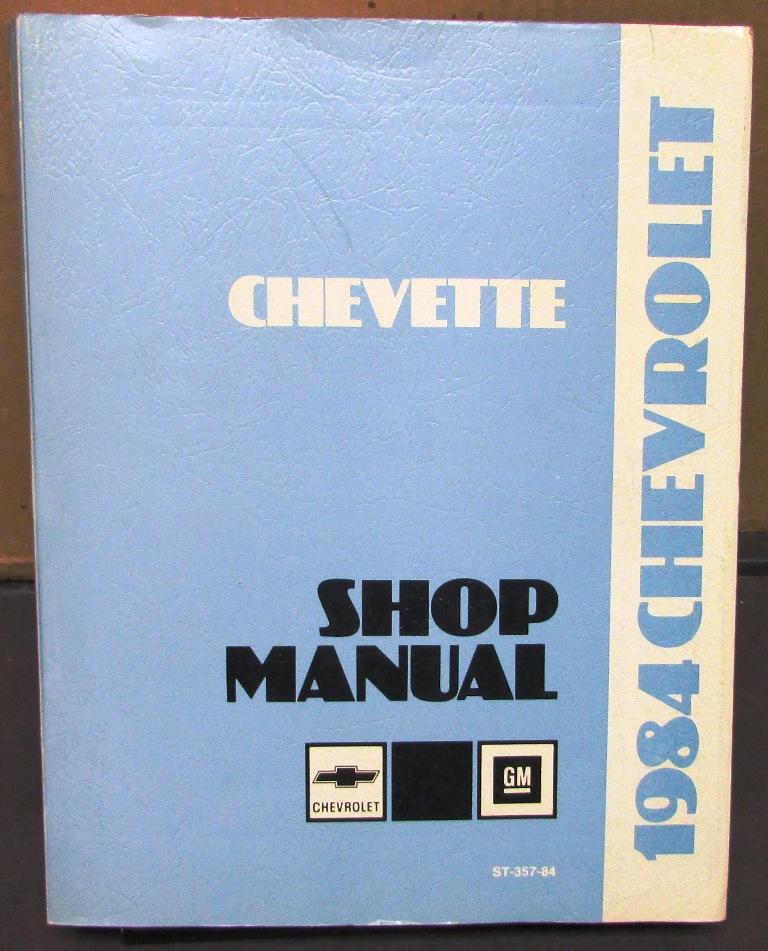 CHEVETTE
SHOP
MANUAL
CHEVROLET
GM
ST-357-84
1984 CHEVROLET